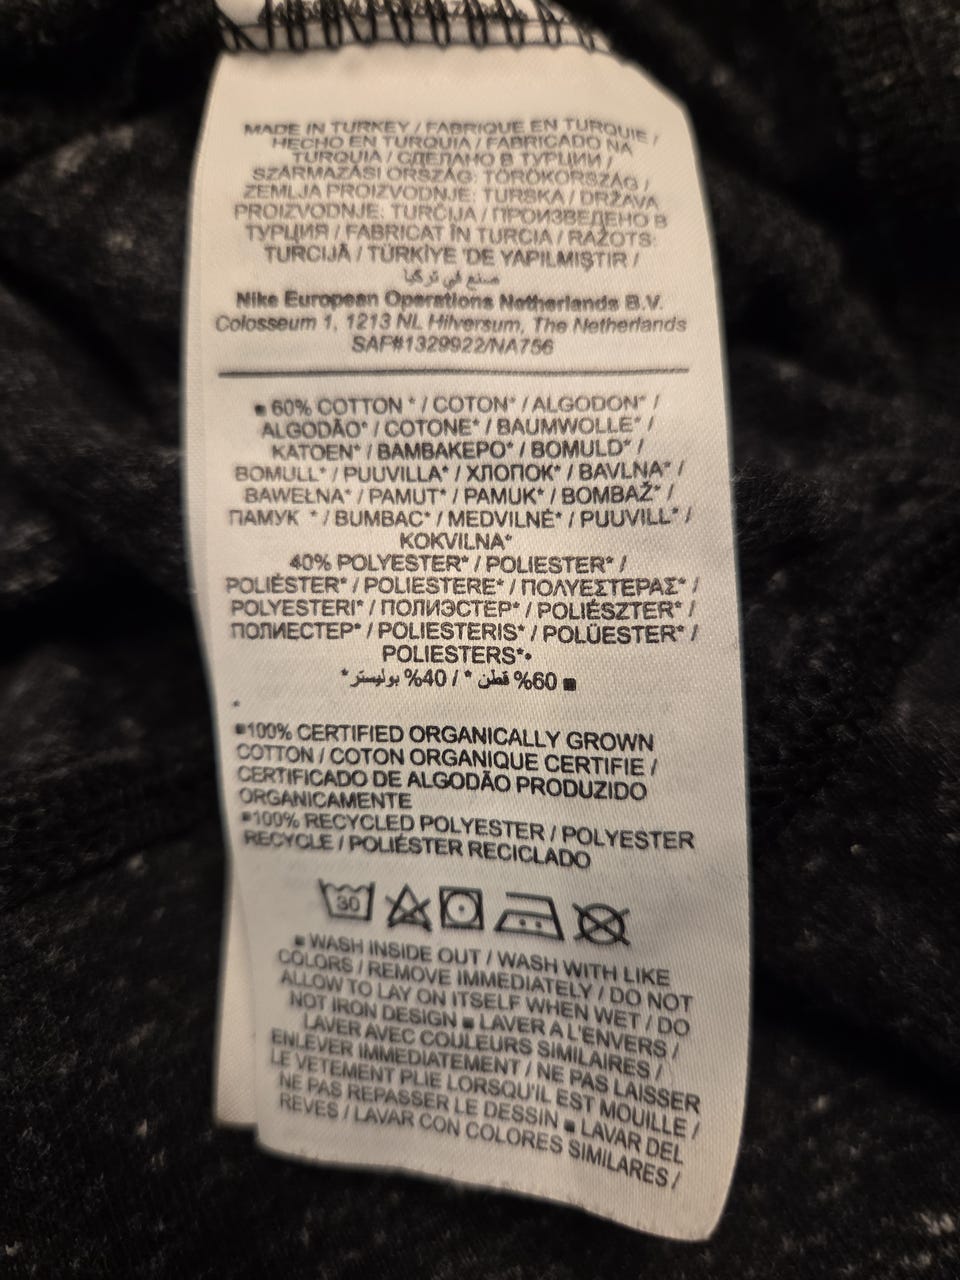 MADE IN TURKEY / FABRIQUE EN TURQUIE /
HECHO EN TURQUIA / FABRICADO NA
TURQUIA / СПЕЛАНО В ТУРЦИИ /
SZÁRMAZÁSI ORSZÁG: TÖRÖKORSZÁG /
ZEMLJA PROIZVODNJE: TURSKA / DRŽAVA
PROIZVODNJE: TURČIJA / ПРОИЗВЕДЕНО В
ТУРЦИЯ / FABRICAT ÎN TURCIA / RAŽOTS:
TURCIJĀ / TÜRKİYE 'DE YAPILMIŞTIR /
صنع في تركيا
Nike European Operations Netherlands B.V.
Colosseum 1, 1213 NL Hilversum, The Netherlands
SAF#1329922/NA756
■ 60% COTTON * / COTON* / ALGODON* /
ALGODÃO* / COTONE* / BAUMWOLLE* /
KATOEN* / ΒΑΜΒΑΚΕΡΟ* / BOMULD* /
BOMULL* / PUUVILLA* / ХЛОПОК* / BAVLNA* /
BAWEŁNA* / PAMUT* / PAMUK* / BOMBAŽ* /
ПАМУК * / BUMBAC* / MEDVILNĖ* / PUUVILL* /
KOKVILNA*
40% POLYESTER* / POLIESTER* /
POLIÉSTER* / POLIESTERE* / ΠΟΛΥΕΣΤΕΡΑΣ* /
POLYESTERI* / ПОЛИЭСТЕР* / POLIÉSZTER* /
ПОЛИЕСТЕР* / POLIESTERIS* / POLÜESTER* /
POLIESTERS*•
■ 60% قطن * / 40% بوليستر *
■100% CERTIFIED ORGANICALLY GROWN
COTTON / COTON ORGANIQUE CERTIFIE /
CERTIFICADO DE ALGODÃO PRODUZIDO
ORGANICAMENTE
■100% RECYCLED POLYESTER / POLYESTER
RECYCLE / POLIÉSTER RECICLADO
30
■ WASH INSIDE OUT / WASH WITH LIKE
COLORS / REMOVE IMMEDIATELY / DO NOT
ALLOW TO LAY ON ITSELF WHEN WET / DO
NOT IRON DESIGN ■ LAVER A L'ENVERS /
LAVER AVEC COULEURS SIMILAIRES /
ENLEVER IMMEDIATEMENT / NE PAS LAISSER
LE VETEMENT PLIE LORSQU'IL EST MOUILLE /
NE PAS REPASSER LE DESSIN ■ LAVAR DEL
REVES / LAVAR CON COLORES SIMILARES /